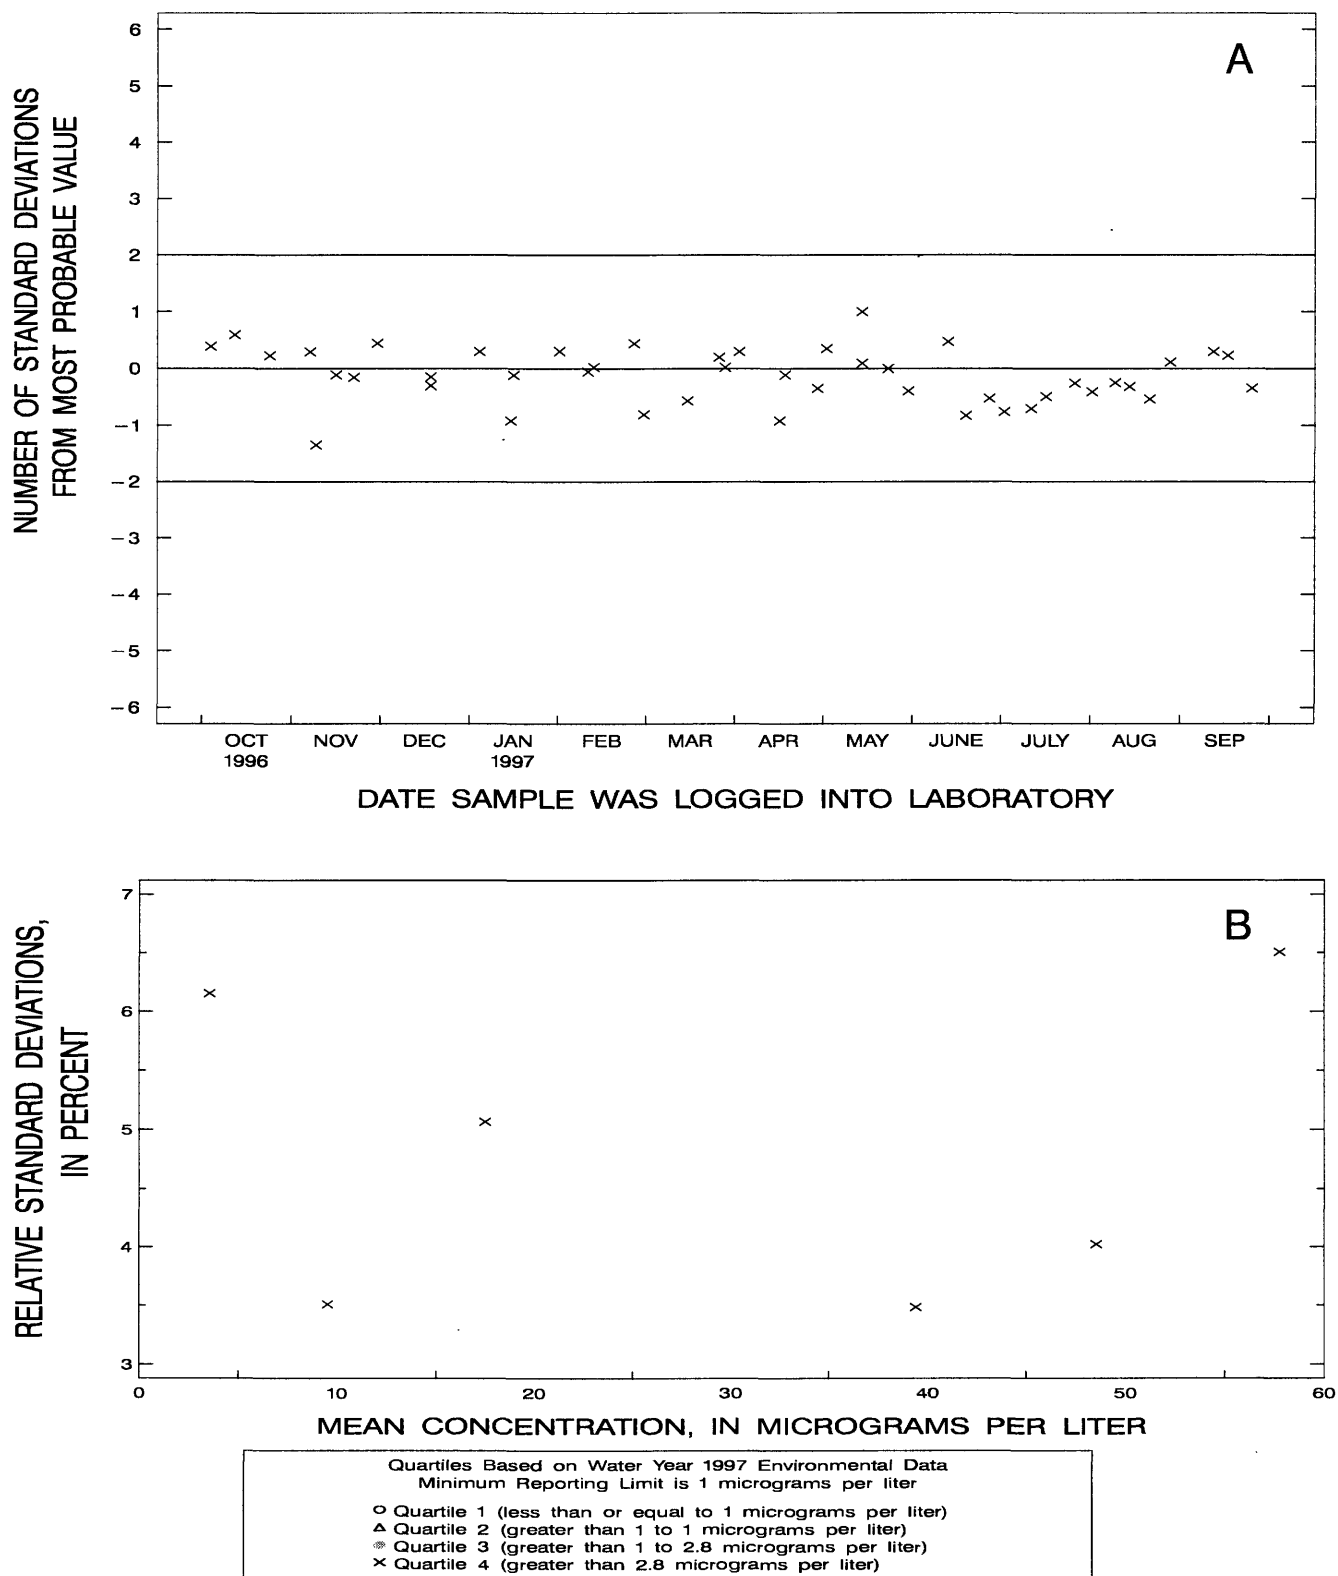 A
NUMBER OF STANDARD DEVIATIONS
FROM MOST PROBABLE VALUE
6
5
4
3
2
1
0
−1
−2
−3
−4
−5
−6
OCT NOV DEC JAN FEB MAR APR MAY JUNE JULY AUG SEP
1996 1997
DATE SAMPLE WAS LOGGED INTO LABORATORY
B
RELATIVE STANDARD DEVIATIONS,
IN PERCENT
7
6
5
4
3
0 10 20 30 40 50 60
MEAN CONCENTRATION, IN MICROGRAMS PER LITER
Quartiles Based on Water Year 1997 Environmental Data
Minimum Reporting Limit is 1 micrograms per liter
Quartile 1 (less than or equal to 1 micrograms per liter)
Quartile 2 (greater than 1 to 1 micrograms per liter)
Quartile 3 (greater than 1 to 2.8 micrograms per liter)
Quartile 4 (greater than 2.8 micrograms per liter)